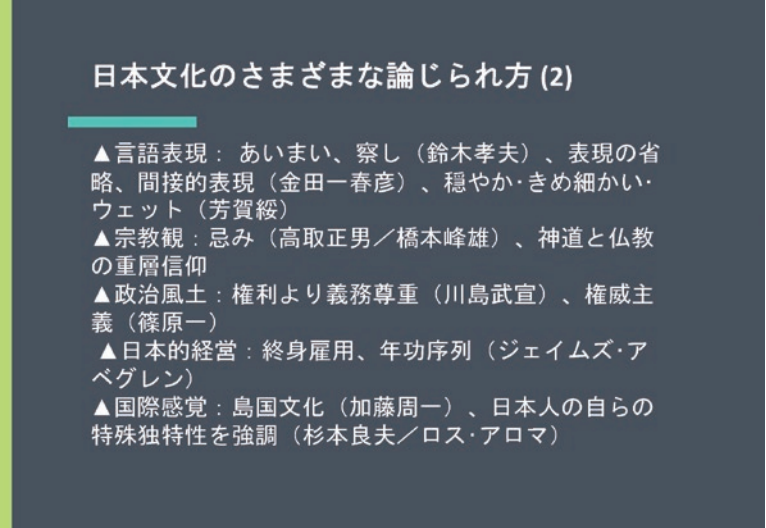 日本文化のさまざまな論じられ方 (2)
▲言語表現： あいまい、察し（鈴木孝夫）、表現の省
略、間接的表現（金田一春彦）、穏やか･きめ細かい･
ウェット（芳賀綏）
▲宗教観：忌み（高取正男／橋本峰雄）、神道と仏教
の重層信仰
▲政治風土：権利より義務尊重（川島武宣）、権威主
義（篠原一）
▲日本的経営：終身雇用、年功序列（ジェイムズ･ア
ベグレン）
▲国際感覚：島国文化（加藤周一）、日本人の自らの
特殊独特性を強調（杉本良夫／ロス･アロマ）